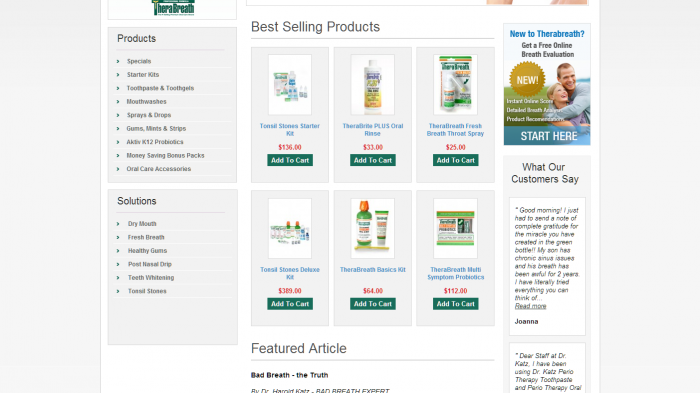 TheraBreath
Products
Specials
Starter Kits
Toothpaste & Toothgels
Mouthwashes
Sprays & Drops
Gums, Mints & Strips
Aktiv K12 Probiotics
Money Saving Bonus Packs
Oral Care Accessories
Solutions
Dry Mouth
Fresh Breath
Healthy Gums
Post Nasal Drip
Teeth Whitening
Tonsil Stones
Best Selling Products
Tonsil Stones Starter
Kit
$136.00
Add To Cart
TheraBrite PLUS Oral
Rinse
$33.00
Add To Cart
TheraBreath Fresh
Breath Throat Spray
$25.00
Add To Cart
Tonsil Stones Deluxe
Kit
$389.00
Add To Cart
TheraBreath Basics Kit
$64.00
Add To Cart
TheraBreath Multi
Symptom Probiotics
$112.00
Add To Cart
Featured Article
Bad Breath - the Truth
By Dr. Harold Katz - BAD BREATH EXPERT
New to Therabreath?
Get a Free Online
Breath Evaluation
NEW!
Instant Online Score
Detailed Breath Analysis
Product Recomendation
START HERE
What Our
Customers Say
" Good morning! I just
had to send a note of
complete gratitude for
the miracle you have
created in the green
bottle!! My son has
chronic sinus issues
and his breath has
been awful for 2 years.
I have literally tried
everything you can
think of...
Read more
Joanna
" Dear Staff at Dr.
Katz, I have been
using Dr. Katz Perio
Therapy Toothpaste
and Perio Therapy Oral